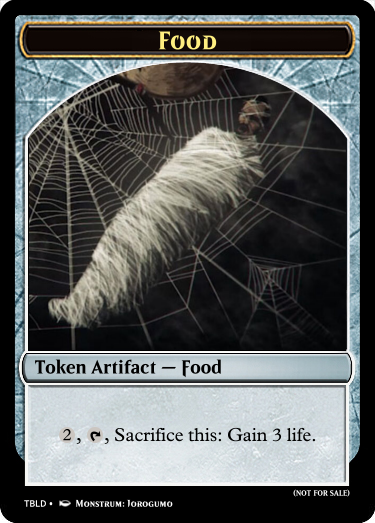 FOOD
Token Artifact — Food
2, T, Sacrifice this: Gain 3 life.
(NOT FOR SALE)
TBLD • MONSTRUM: JOROGUMO